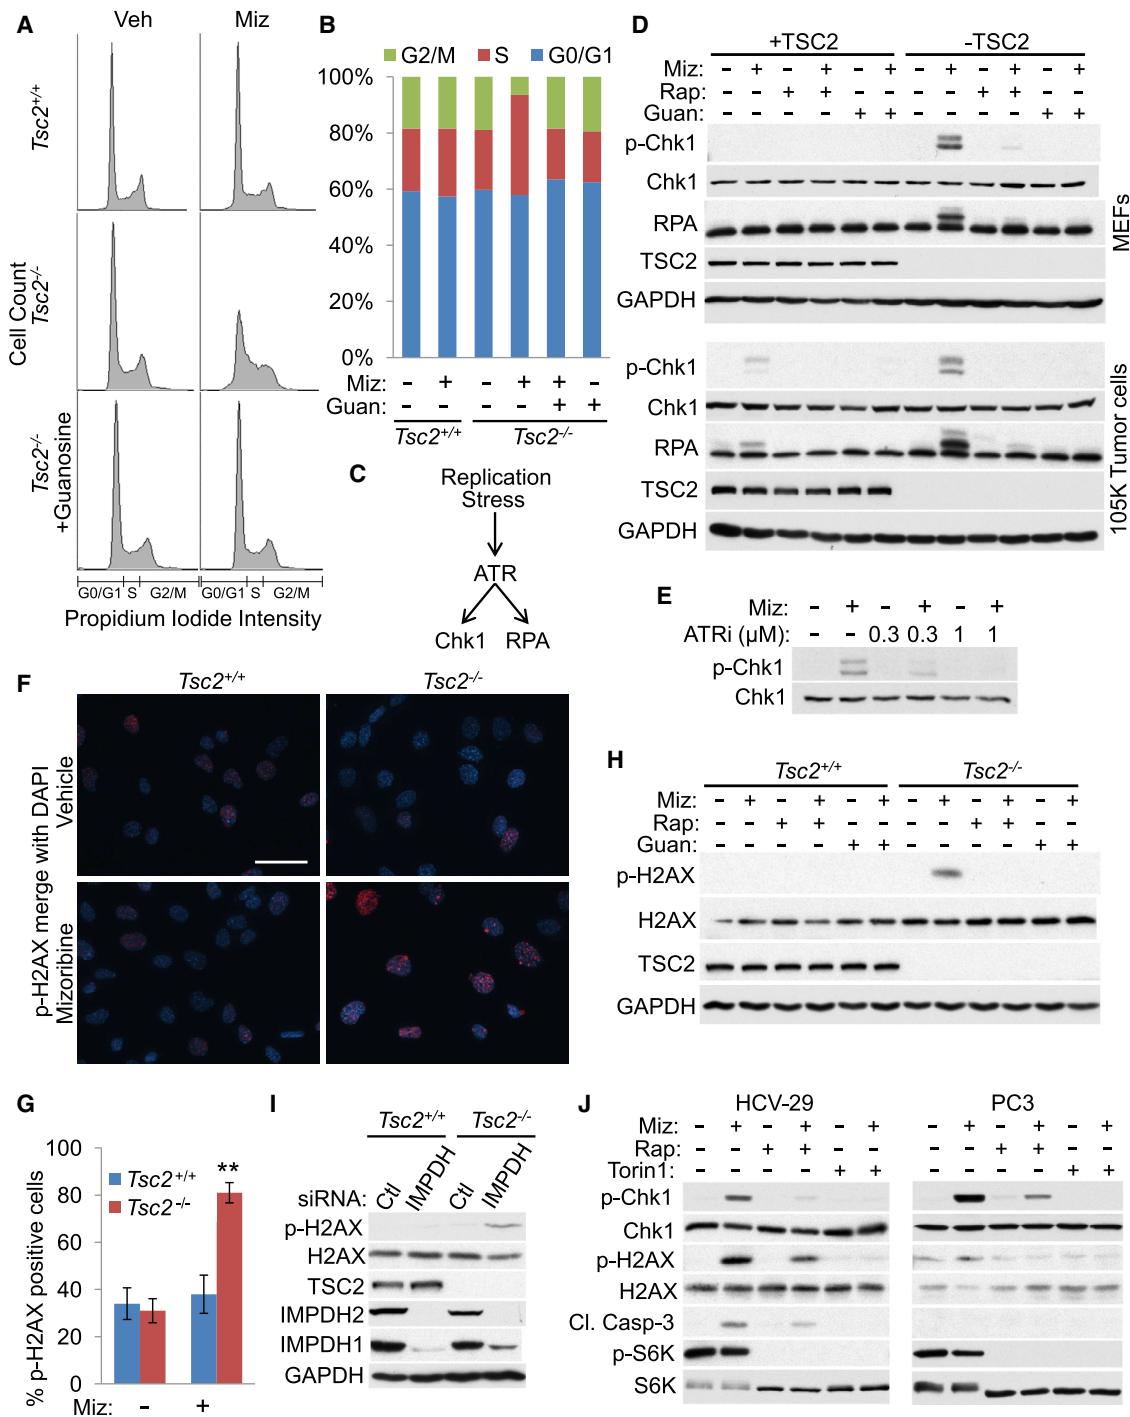 A
Veh Miz
Tsc2+/+
Tsc2-/-
Tsc2-/-
+Guanosine
Cell Count
G0/G1 S G2/M G0/G1 S G2/M
Propidium Iodide Intensity
B
G2/M S G0/G1
100%
80%
60%
40%
20%
0%
Miz: - + - + + -
Guan: - - - - + +
Tsc2+/+ Tsc2-/-
C
Replication
Stress
ATR
Chk1 RPA
D
+TSC2 -TSC2
Miz: - + - + - + - + - + - +
Rap: - - + + - - - - + + - -
Guan: - - - - + + - - - - + +
p-Chk1
Chk1
RPA
TSC2
GAPDH
MEFs
p-Chk1
Chk1
RPA
TSC2
GAPDH
105K Tumor cells
E
Miz: - + - + - +
ATRi (µM): - - 0.3 0.3 1 1
p-Chk1
Chk1
F
Tsc2+/+ Tsc2-/-
p-H2AX merge with DAPI
Vehicle
Mizoribine
G
% p-H2AX positive cells
100
80
60
40
20
0
Tsc2+/+
Tsc2-/-
**
Miz: - +
H
Tsc2+/+ Tsc2-/-
Miz: - + - + - + - + - + - +
Rap: - - + + - - - - + + - -
Guan: - - - - + + - - - - + +
p-H2AX
H2AX
TSC2
GAPDH
I
Tsc2+/+ Tsc2-/-
siRNA: Ctl IMPDH Ctl IMPDH
p-H2AX
H2AX
TSC2
IMPDH2
IMPDH1
GAPDH
J
HCV-29 PC3
Miz: - + - + - + - + - + - +
Rap: - - + + - - - - + + - -
Torin1: - - - - + + - - - - + +
p-Chk1
Chk1
p-H2AX
H2AX
Cl. Casp-3
p-S6K
S6K